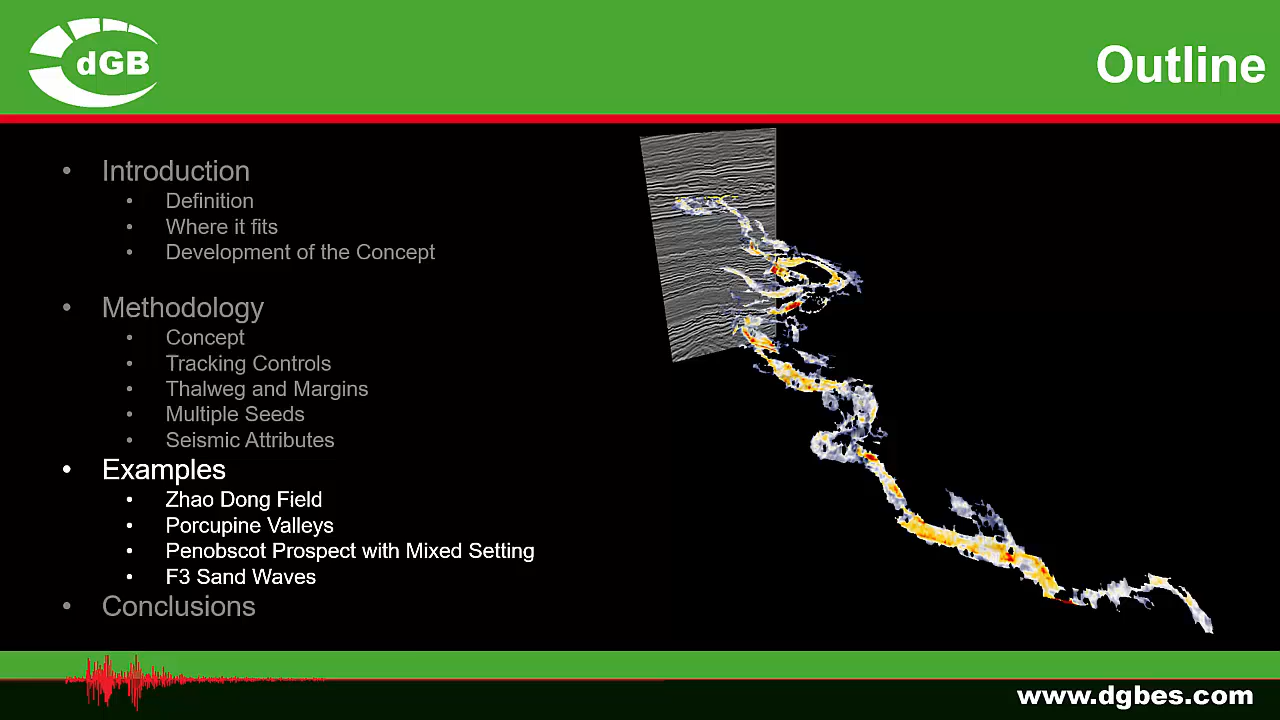 dGB
Outline
• Introduction
• Definition
• Where it fits
• Development of the Concept
• Methodology
• Concept
• Tracking Controls
• Thalweg and Margins
• Multiple Seeds
• Seismic Attributes
• Examples
• Zhao Dong Field
• Porcupine Valleys
• Penobscot Prospect with Mixed Setting
• F3 Sand Waves
• Conclusions
www.dgbes.com